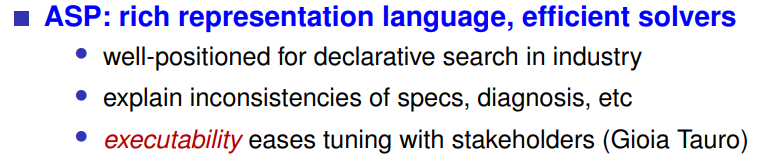 ASP: rich representation language, efficient solvers
well-positioned for declarative search in industry
explain inconsistencies of specs, diagnosis, etc
executability eases tuning with stakeholders (Gioia Tauro)